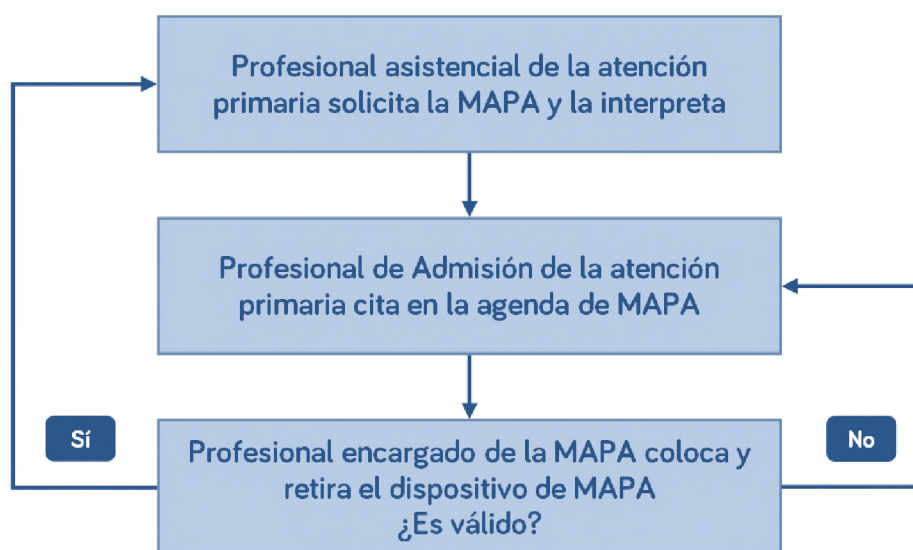 Profesional asistencial de la atención
primaria solicita la MAPA y la interpreta
Profesional de Admisión de la atención
primaria cita en la agenda de MAPA
Sí
No
Profesional encargado de la MAPA coloca y
retira el dispositivo de MAPA
¿Es válido?